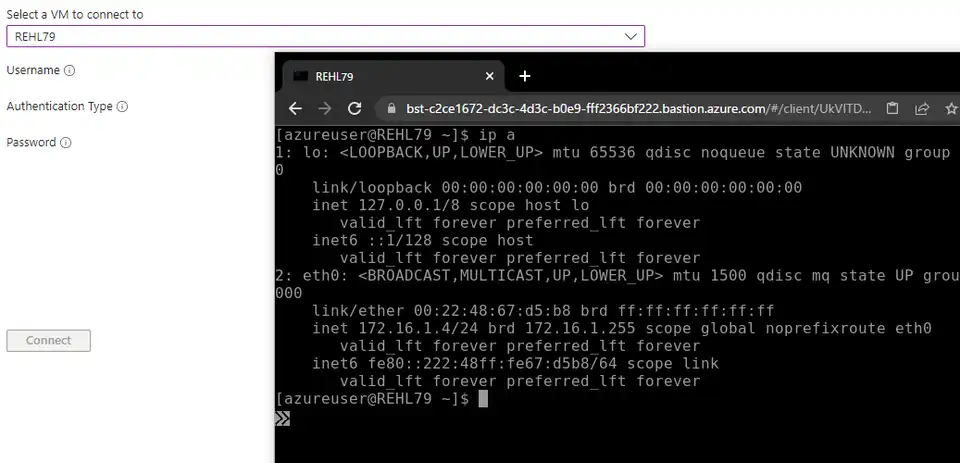 Select a VM to connect to
REHL79
Username
Authentication Type
Password
Connect
REHL79
bst-c2ce1672-dc3c-4d3c-b0e9-fff2366bf222.bastion.azure.com/#/client/UkVITD...
[azureuser@REHL79 ~]$ ip a
1: lo: <LOOPBACK,UP,LOWER_UP> mtu 65536 qdisc noqueue state UNKNOWN group
0
link/loopback 00:00:00:00:00:00 brd 00:00:00:00:00:00
inet 127.0.0.1/8 scope host lo
valid_lft forever preferred_lft forever
inet6 ::1/128 scope host
valid_lft forever preferred_lft forever
2: eth0: <BROADCAST,MULTICAST,UP,LOWER_UP> mtu 1500 qdisc mq state UP grou
000
link/ether 00:22:48:67:d5:b8 brd ff:ff:ff:ff:ff:ff
inet 172.16.1.4/24 brd 172.16.1.255 scope global noprefixroute eth0
valid_lft forever preferred_lft forever
inet6 fe80::222:48ff:fe67:d5b8/64 scope link
valid_lft forever preferred_lft forever
[azureuser@REHL79 ~]$